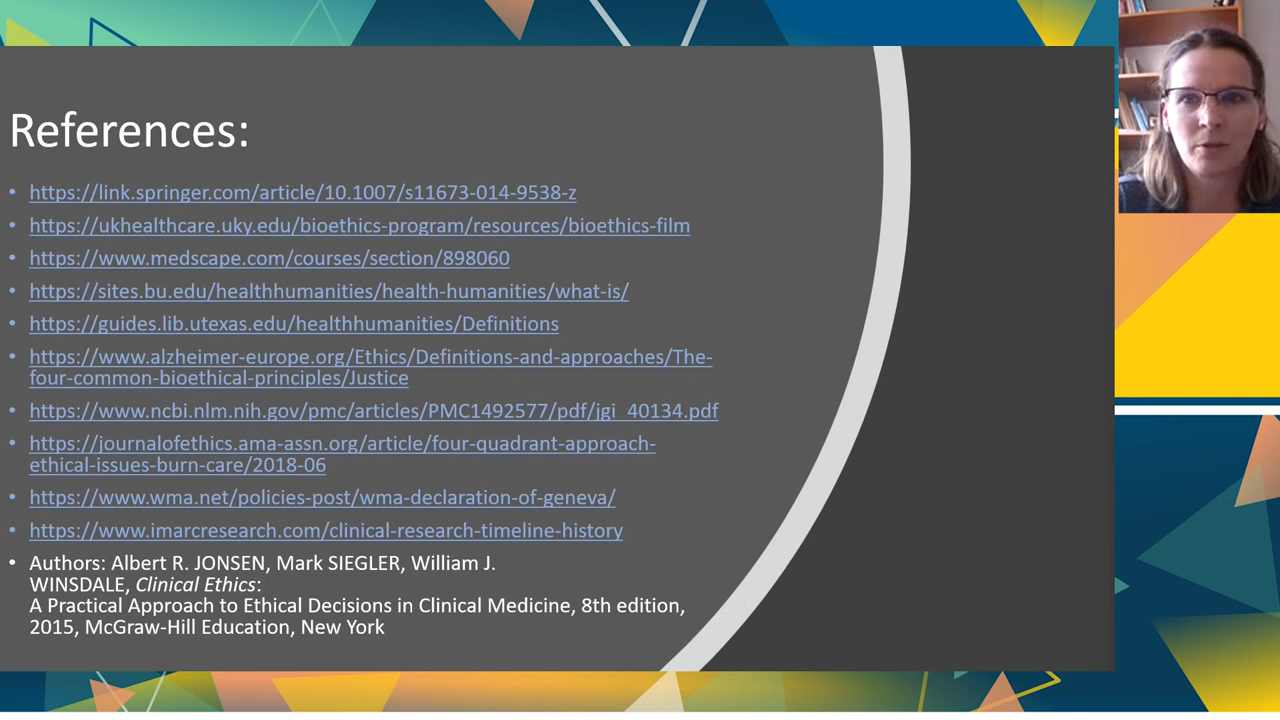 References:
• https://link.springer.com/article/10.1007/s11673-014-9538-z
• https://ukhealthcare.uky.edu/bioethics-program/resources/bioethics-film
• https://www.medscape.com/courses/section/898060
• https://sites.bu.edu/healthhumanities/health-humanities/what-is/
• https://guides.lib.utexas.edu/healthhumanities/Definitions
• https://www.alzheimer-europe.org/Ethics/Definitions-and-approaches/The-
four-common-bioethical-principles/Justice
• https://www.ncbi.nlm.nih.gov/pmc/articles/PMC1492577/pdf/jgi_40134.pdf
• https://journalofethics.ama-assn.org/article/four-quadrant-approach-
ethical-issues-burn-care/2018-06
• https://www.wma.net/policies-post/wma-declaration-of-geneva/
• https://www.imarcresearch.com/clinical-research-timeline-history
• Authors: Albert R. JONSEN, Mark SIEGLER, William J.
WINSDALE, Clinical Ethics:
A Practical Approach to Ethical Decisions in Clinical Medicine, 8th edition,
2015, McGraw-Hill Education, New York